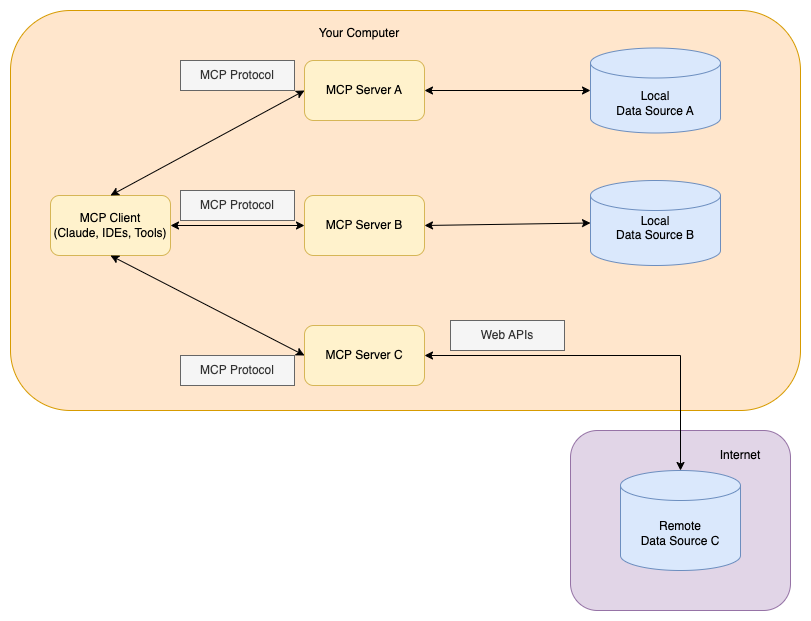 Your Computer
MCP Protocol
MCP Server A
Local
Data Source A
MCP Client
(Claude, IDEs, Tools)
MCP Protocol
MCP Server B
Local
Data Source B
MCP Protocol
MCP Server C
Web APIs
Internet
Remote
Data Source C